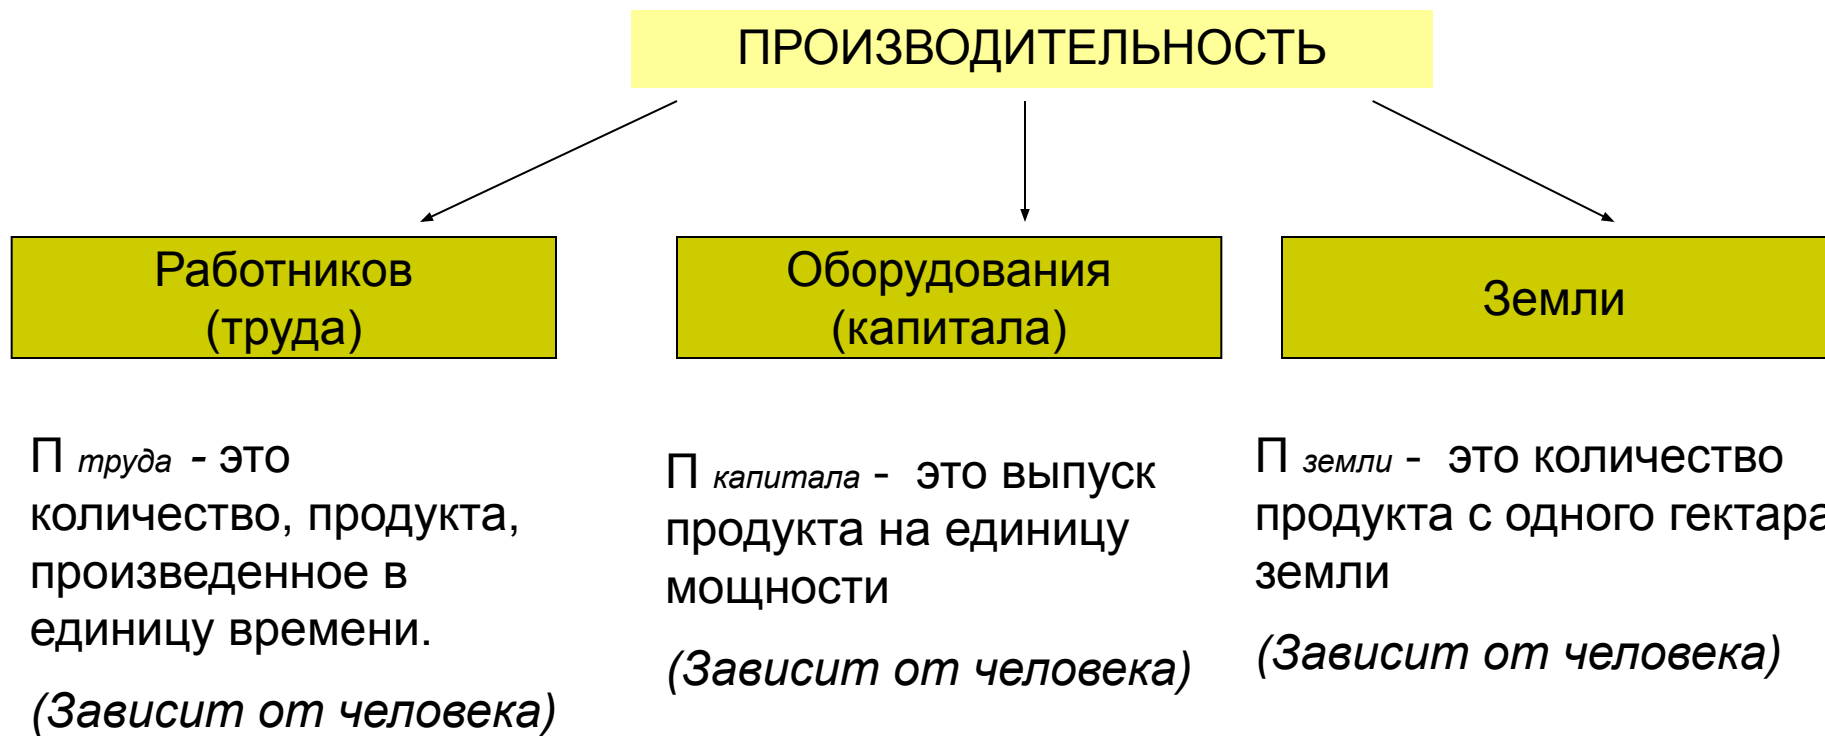 ПРОИЗВОДИТЕЛЬНОСТЬ
Работников
(труда)
Оборудования
(капитала)
Земли
П труда - это
количество, продукта,
произведенное в
единицу времени.
(Зависит от человека)
П капитала - это выпуск
продукта на единицу
мощности
(Зависит от человека)
П земли - это количество
продукта с одного гектара
земли
(Зависит от человека)